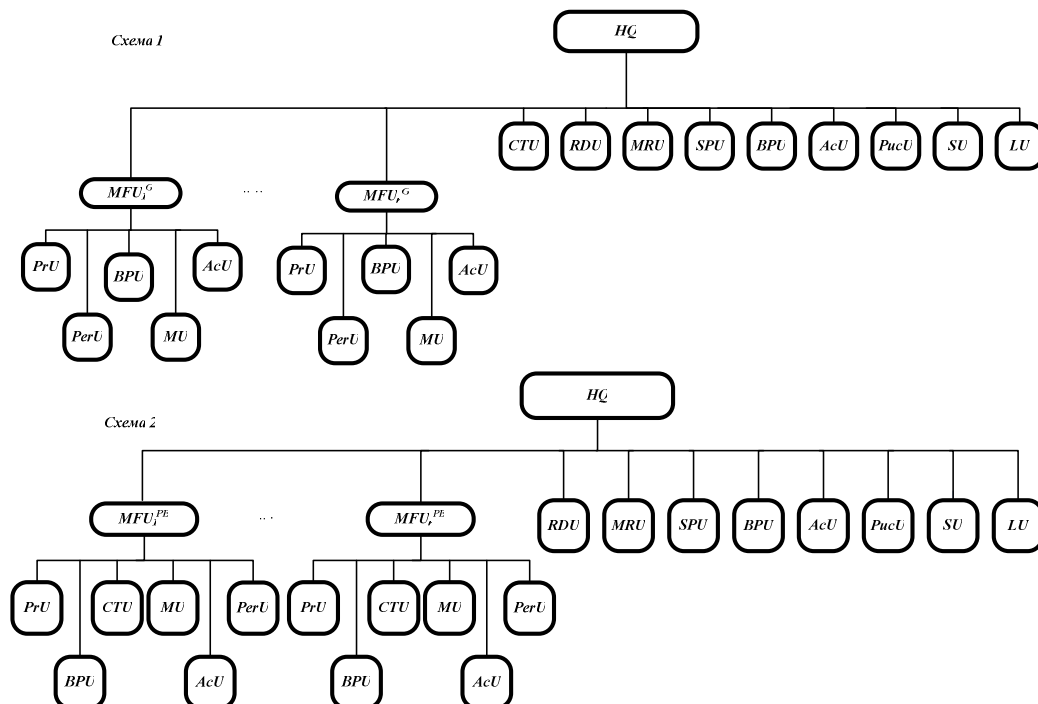 HQ
Схема 1
CTU RDU MRU SPU BPU AcU PucU SU LU
MFU₁ᴳ .. .. MFUᵣᴳ
PrU BPU AcU PrU BPU AcU
PerU MU PerU MU
HQ
Схема 2
MFU₁ᴾᴱ .. . MFUᵣᴾᴱ RDU MRU SPU BPU AcU PucU SU LU
PrU CTU MU PerU PrU CTU MU PerU
BPU AcU BPU AcU